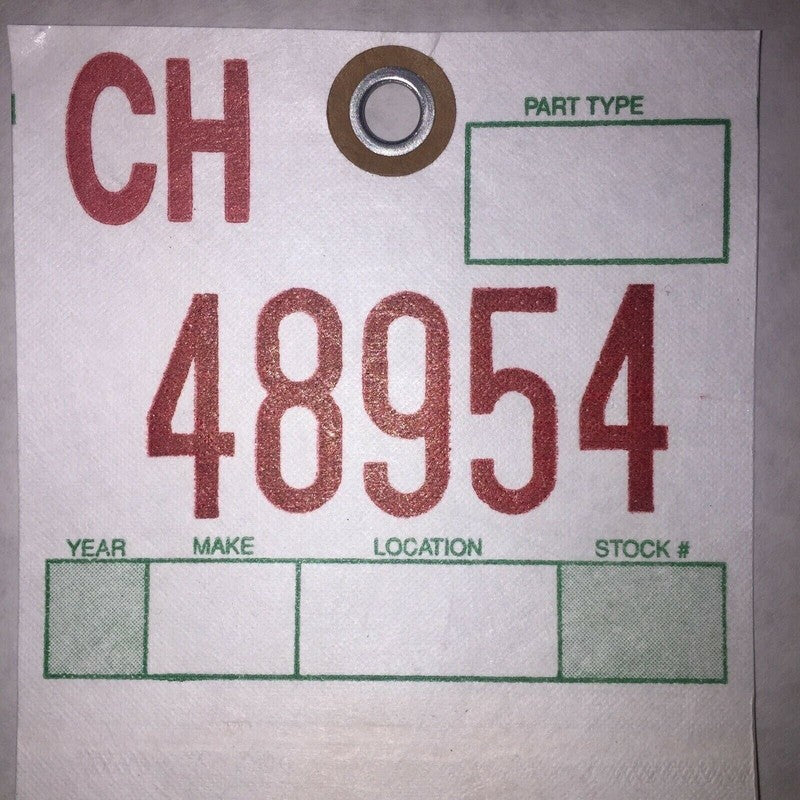 CH
PART TYPE
48954
YEAR MAKE LOCATION STOCK #